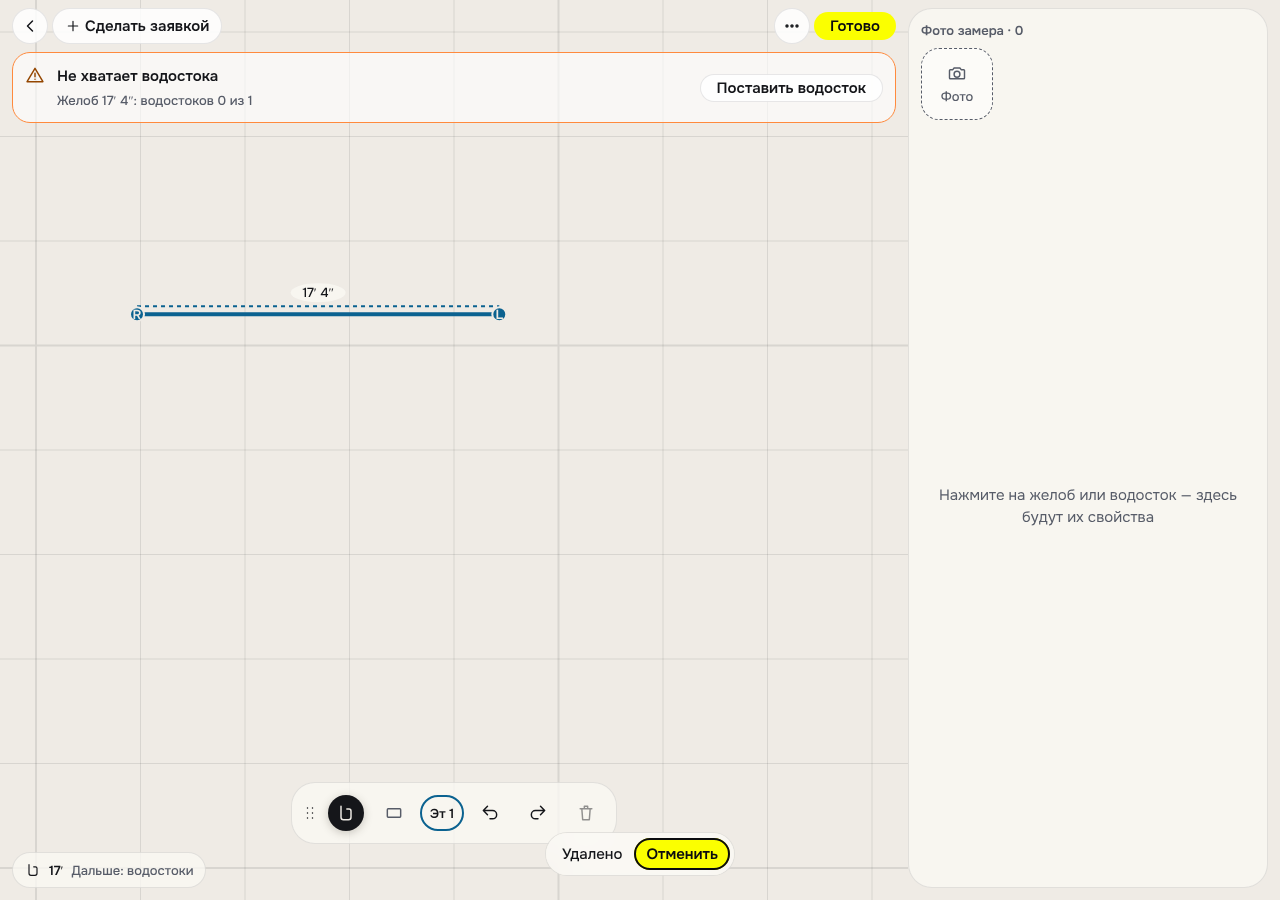 Сделать заявкой
Готово
Фото замера · 0
Не хватает водостока
Желоб 17′ 4″: водостоков 0 из 1
Поставить водосток
Фото
17′ 4″
R
L
Нажмите на желоб или водосток — здесь
будут их свойства
Эт 1
Удалено
Отменить
17′ Дальше: водостоки